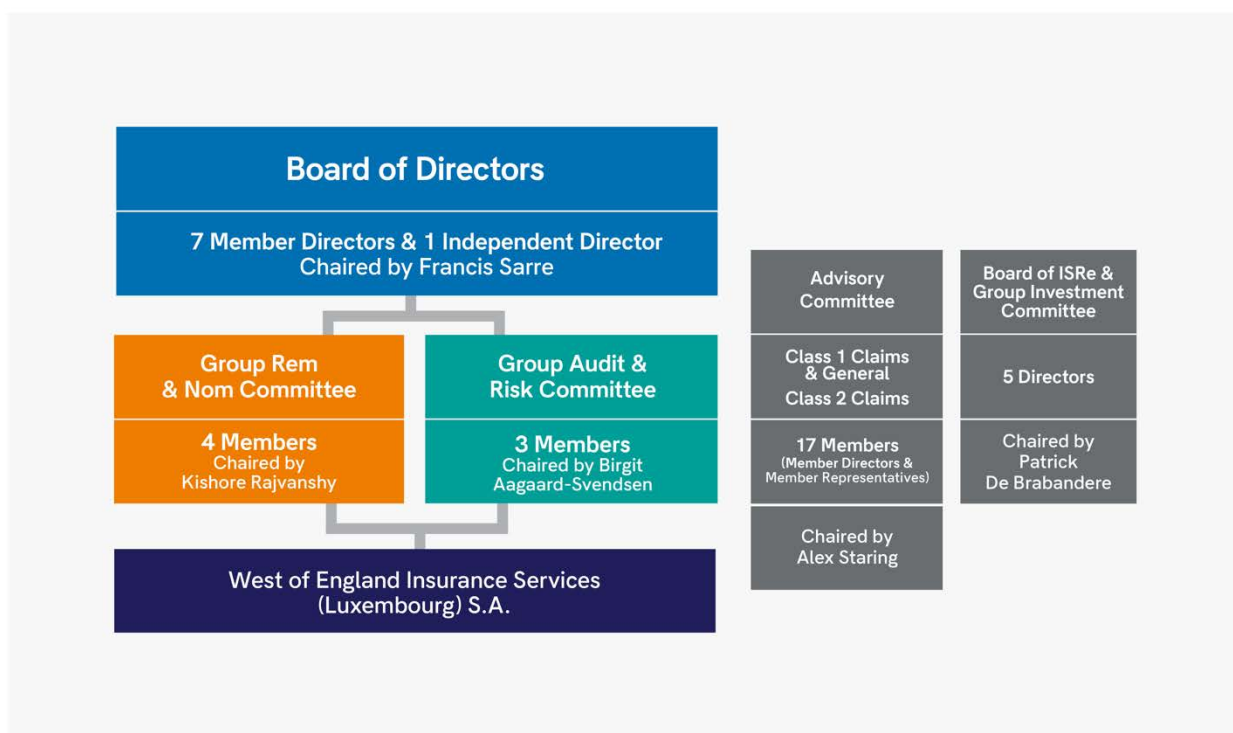 Board of Directors
7 Member Directors & 1 Independent Director
Chaired by Francis Sarre
Group Rem
& Nom Committee
4 Members
Chaired by
Kishore Rajvanshy
Group Audit &
Risk Committee
3 Members
Chaired by Birgit
Aagaard-Svendsen
West of England Insurance Services
(Luxembourg) S.A.
Advisory
Committee
Class 1 Claims
& General
Class 2 Claims
17 Members
(Member Directors &
Member Representatives)
Chaired by
Alex Staring
Board of ISRe &
Group Investment
Committee
5 Directors
Chaired by
Patrick
De Brabandere